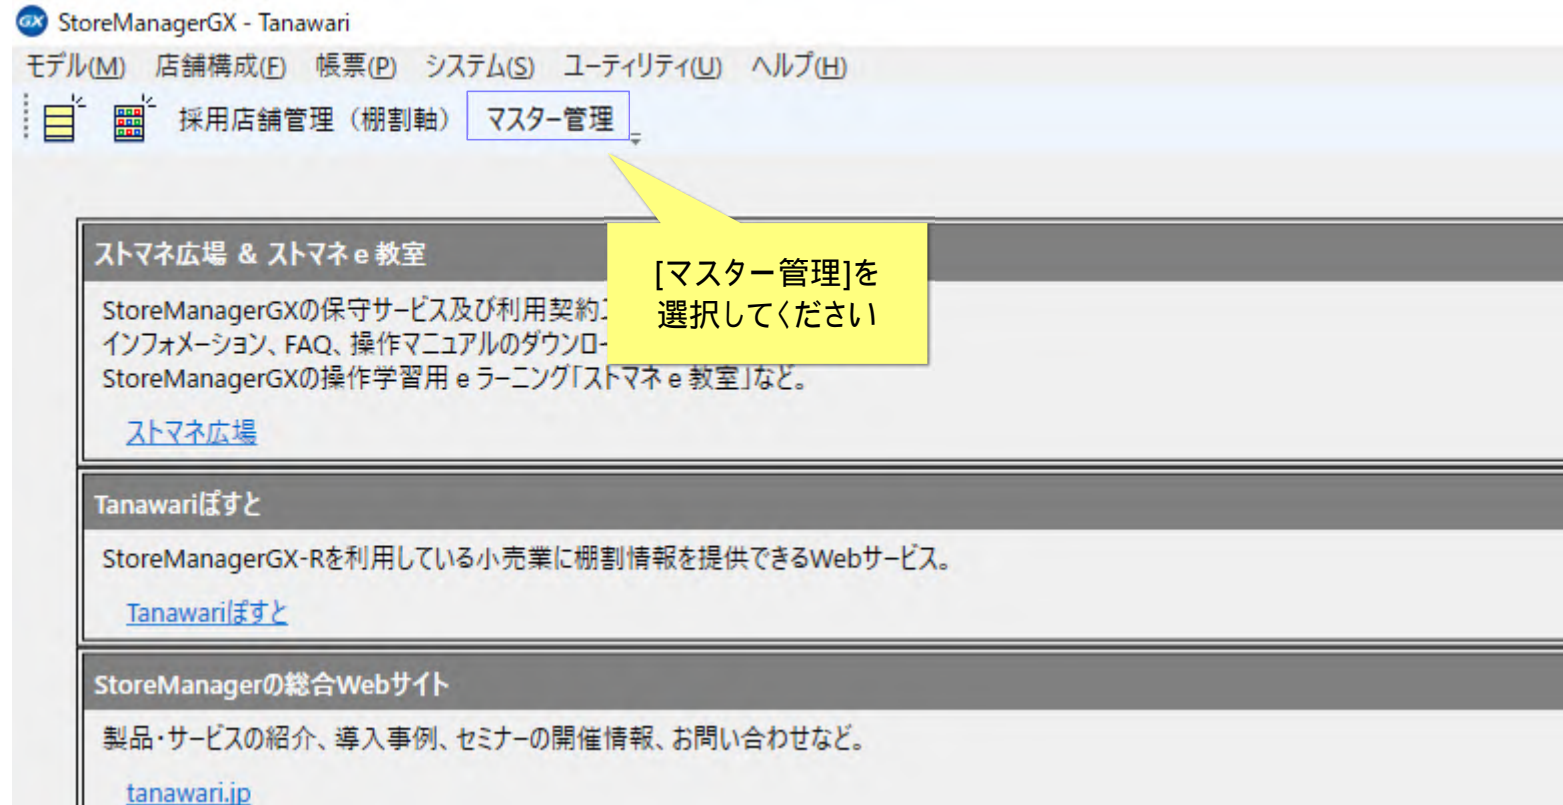 GX StoreManagerGX - Tanawari
モデル(M) 店舗構成(F) 帳票(P) システム(S) ユーティリティ(U) ヘルプ(H)
採用店舗管理（棚割軸） マスター管理
[マスター管理]を
選択してください
ストマネ広場 & ストマネ e 教室
StoreManagerGXの保守サービス及び利用契約
インフォメーション、FAQ、操作マニュアルのダウンロー
StoreManagerGXの操作学習用 e ラーニング「ストマネ e 教室」など。
ストマネ広場
Tanawariぽすと
StoreManagerGX-Rを利用している小売業に棚割情報を提供できるWebサービス。
Tanawariぽすと
StoreManagerの総合Webサイト
製品・サービスの紹介、導入事例、セミナーの開催情報、お問い合わせなど。
tanawari.jp